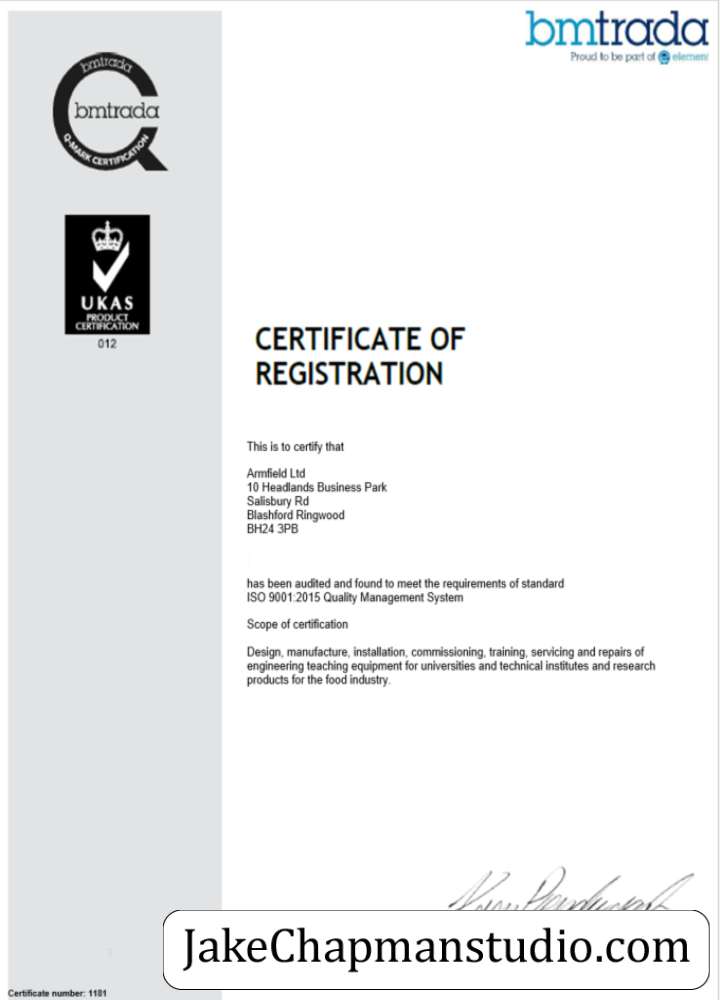 bmtrada
Proud to be part of element
bmtrada
bmtrada
Q-MARK CERTIFICATION
UKAS
PRODUCT
CERTIFICATION
012
CERTIFICATE OF
REGISTRATION
This is to certify that
Armfield Ltd
10 Headlands Business Park
Salisbury Rd
Blashford Ringwood
BH24 3PB
has been audited and found to meet the requirements of standard
ISO 9001:2015 Quality Management System
Scope of certification
Design, manufacture, installation, commissioning, training, servicing and repairs of
engineering teaching equipment for universities and technical institutes and research
products for the food industry.
JakeChapmanstudio.com
Certificate number: 1181